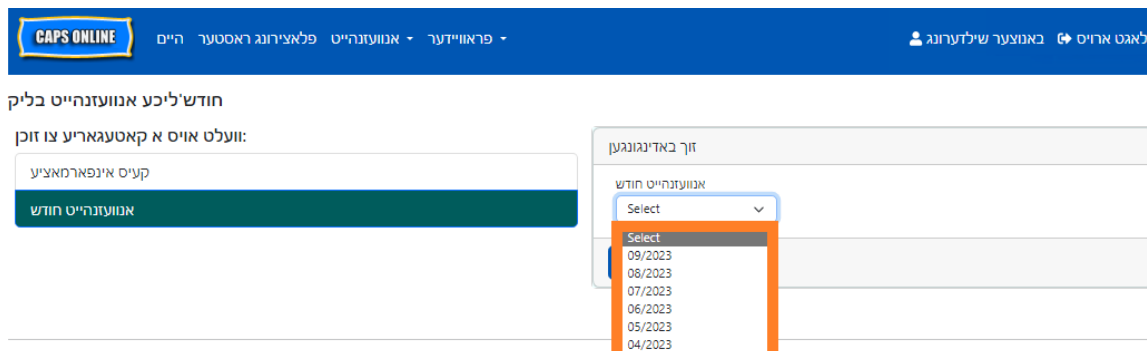 CAPS ONLINE
היים
פלאצירונג ראסטער
אנוועזנהייט
פראוויידער
באנוצער שילדערונג
לאגט ארויס
חודש'ליכע אנוועזנהייט בליק
וועלט אויס א קאטעגאריע צו זוכן:
קעיס אינפארמאציע
אנוועזנהייט חודש
זוך באדינגונגען
אנוועזנהייט חודש
Select
Select
09/2023
08/2023
07/2023
06/2023
05/2023
04/2023